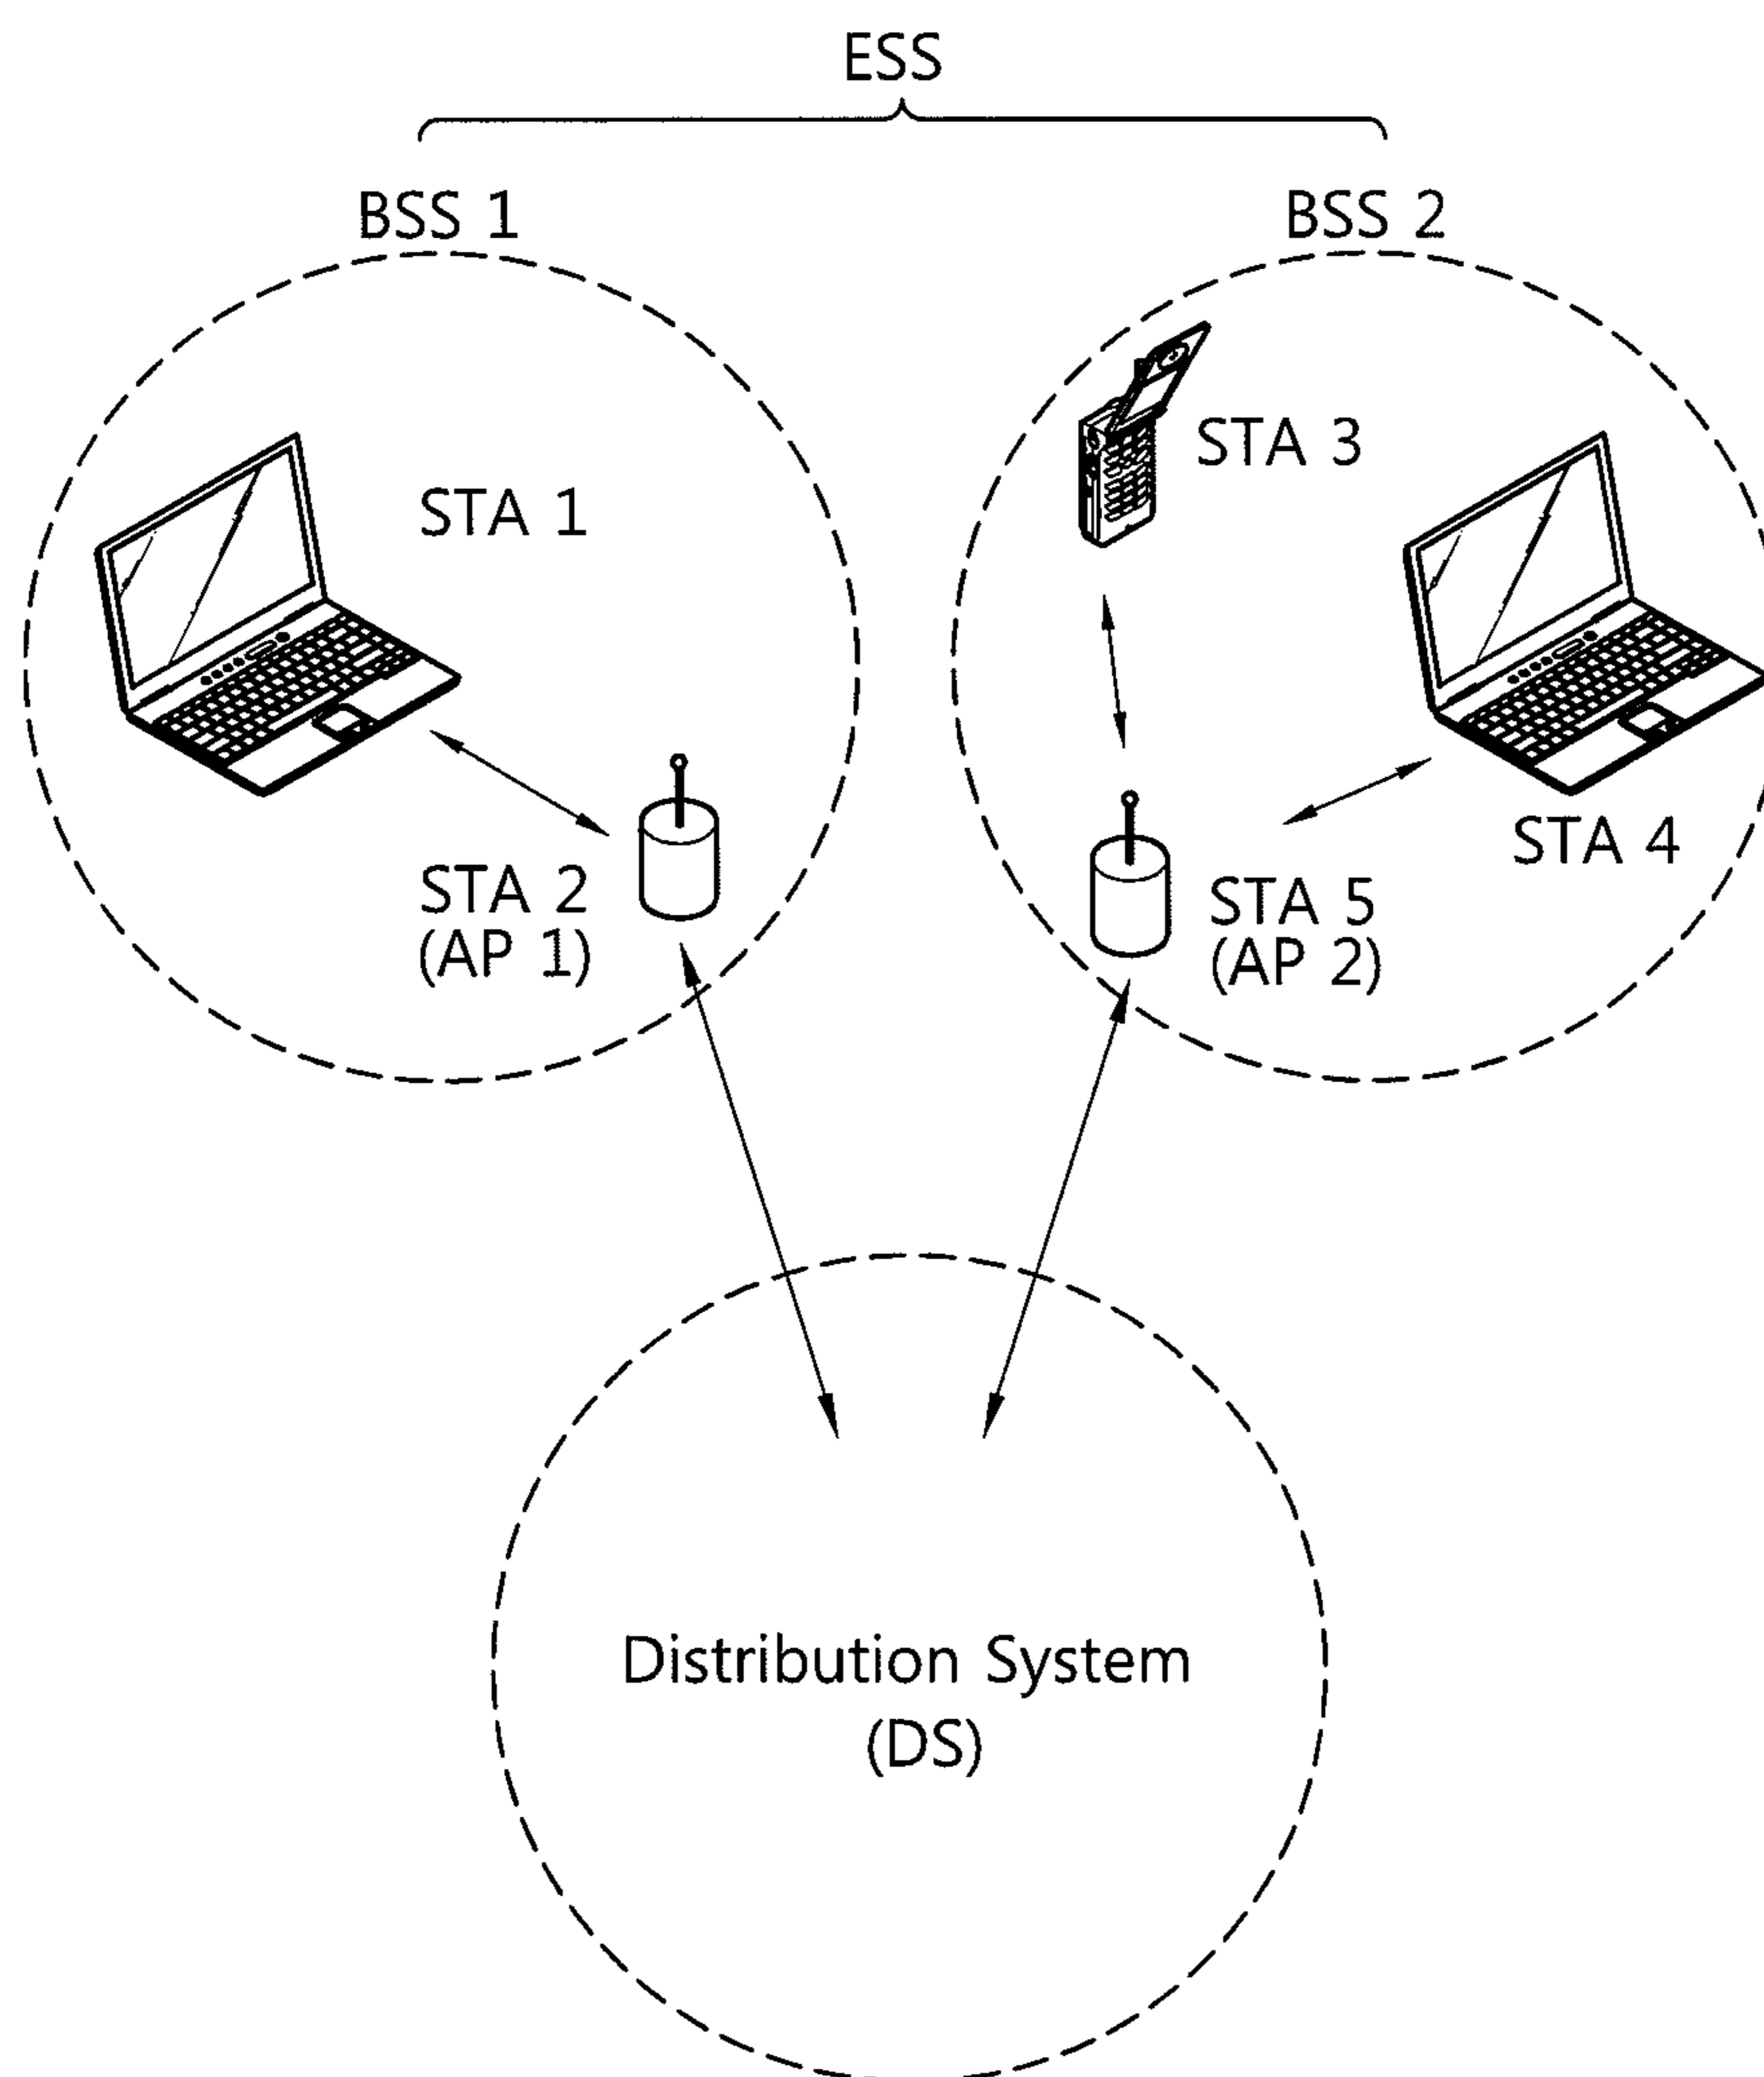 ESS
BSS 1
BSS 2
STA 1
STA 3
STA 2
(AP 1)
STA 4
STA 5
(AP 2)
Distribution System
(DS)